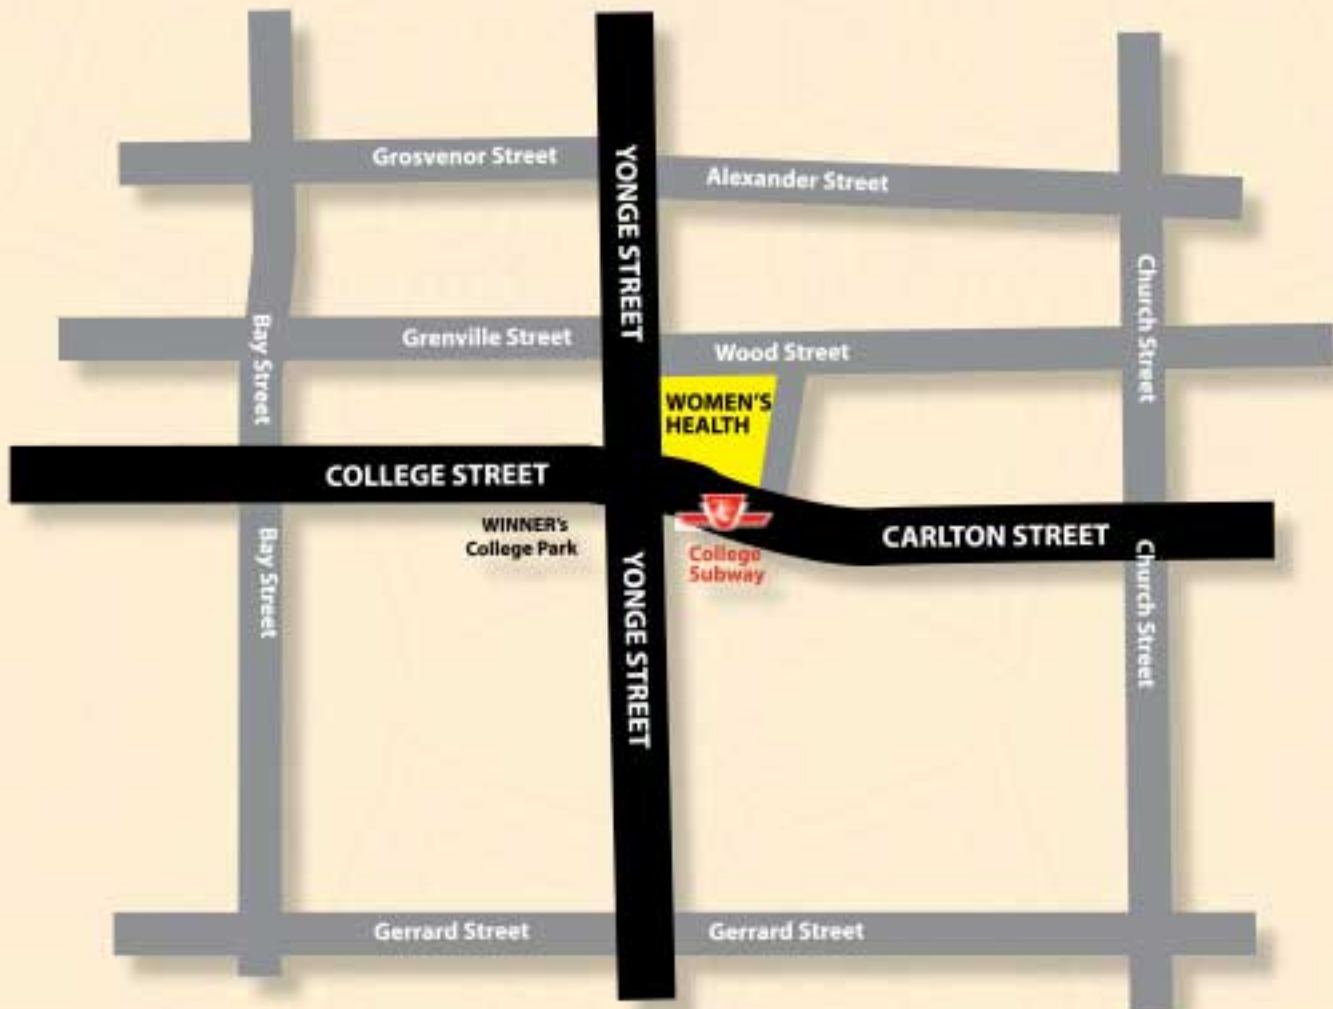 Grosvenor Street
Alexander Street
YONGE STREET
Church Street
Bay Street
Grenville Street
Wood Street
WOMEN'S
HEALTH
COLLEGE STREET
WINNER's
College Park
College
Subway
CARLTON STREET
Bay Street
YONGE STREET
Church Street
Gerrard Street
Gerrard Street